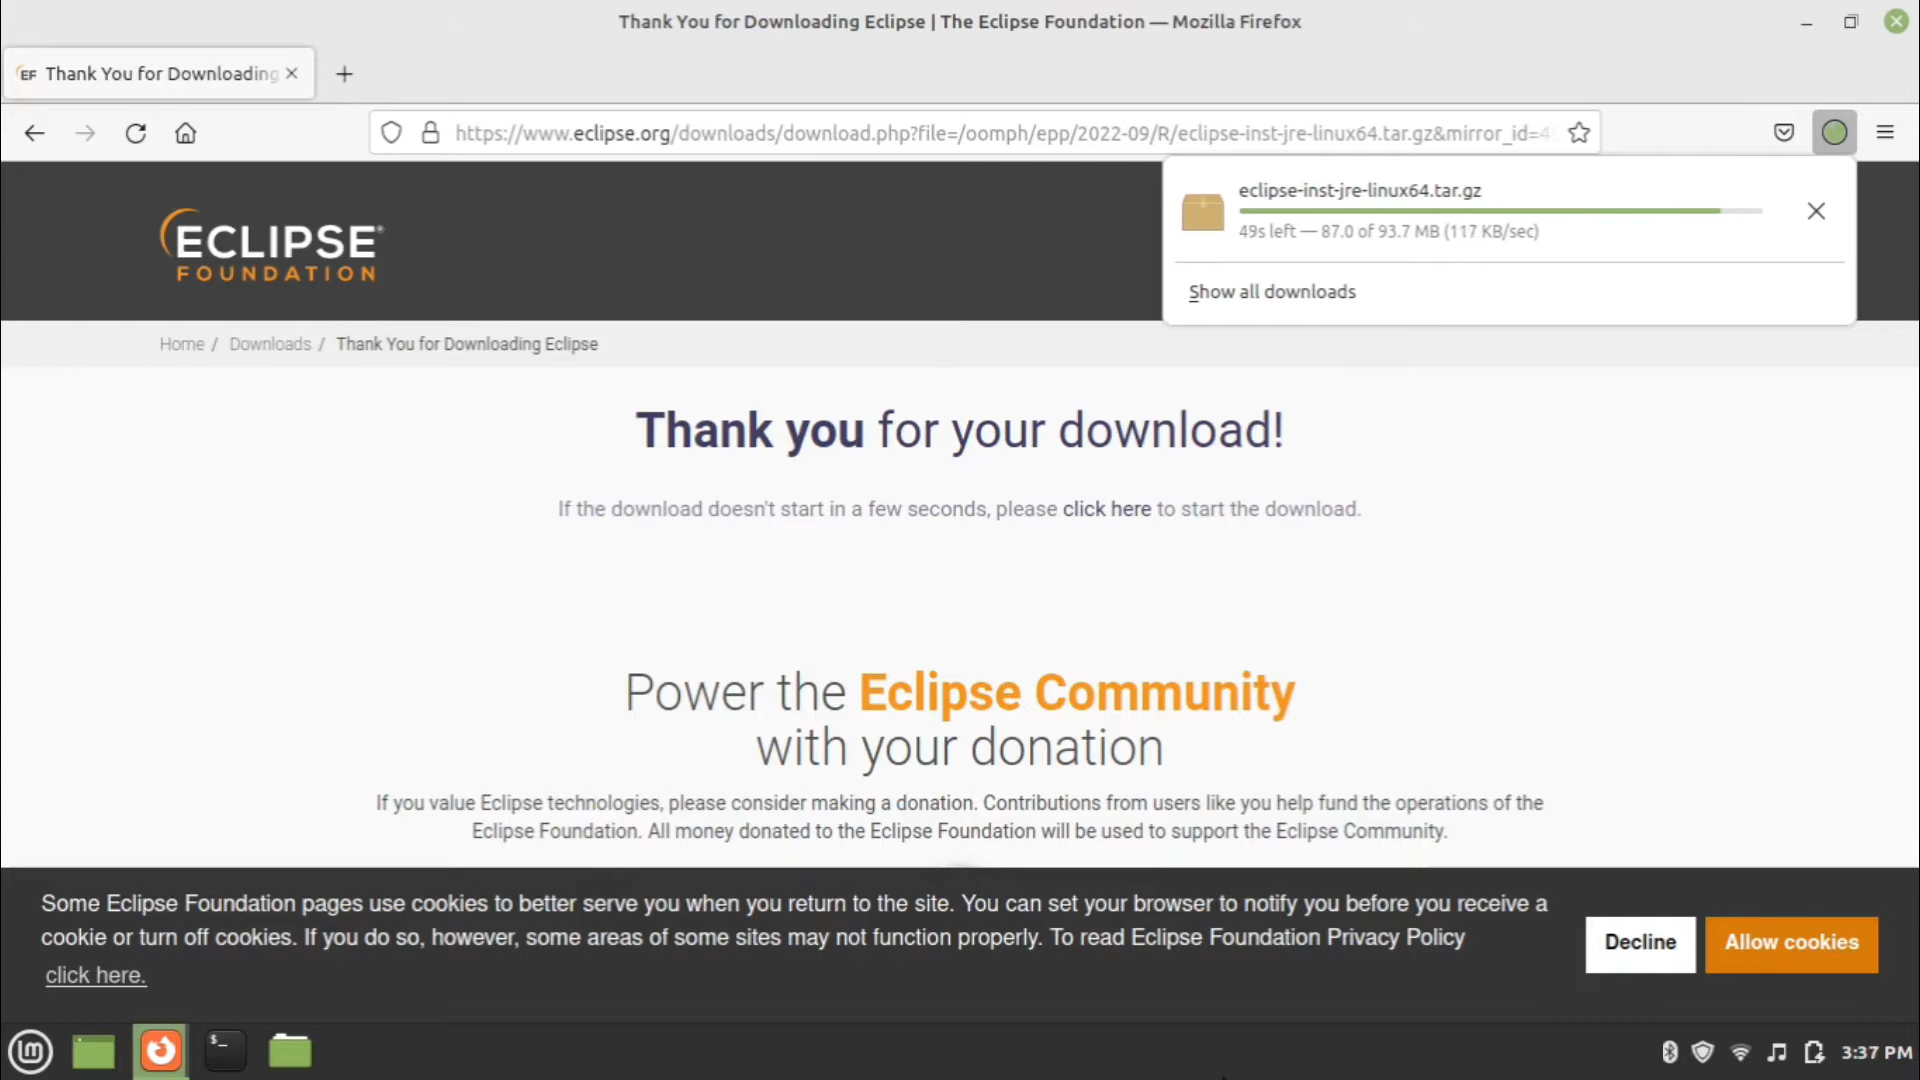 Thank You for Downloading Eclipse | The Eclipse Foundation — Mozilla Firefox
EF Thank You for Downloading
https://www.eclipse.org/downloads/download.php?file=/oomph/epp/2022-09/R/eclipse-inst-jre-linux64.tar.gz&mirror_id=4
eclipse-inst-jre-linux64.tar.gz
49s left — 87.0 of 93.7 MB (117 KB/sec)
Show all downloads
ECLIPSE®
FOUNDATION
Home / Downloads / Thank You for Downloading Eclipse
Thank you for your download!
If the download doesn't start in a few seconds, please click here to start the download.
Power the Eclipse Community
with your donation
If you value Eclipse technologies, please consider making a donation. Contributions from users like you help fund the operations of the
Eclipse Foundation. All money donated to the Eclipse Foundation will be used to support the Eclipse Community.
Some Eclipse Foundation pages use cookies to better serve you when you return to the site. You can set your browser to notify you before you receive a
cookie or turn off cookies. If you do so, however, some areas of some sites may not function properly. To read Eclipse Foundation Privacy Policy
click here.
Decline
Allow cookies
lm
$_
3:37 PM